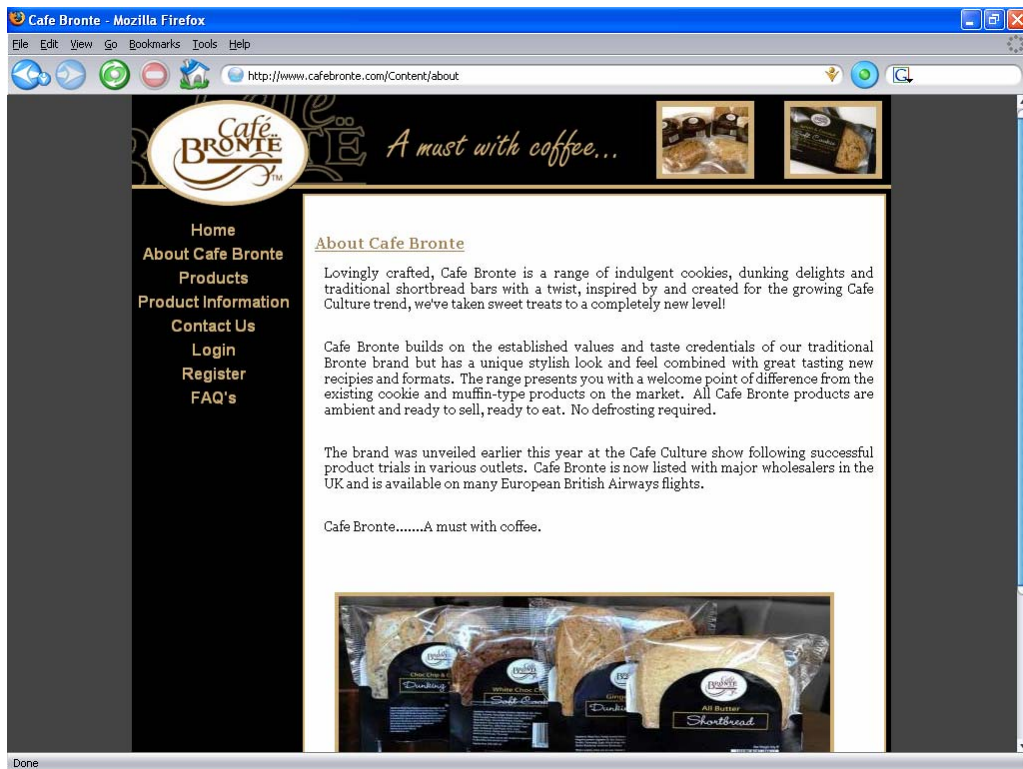 Cafe Bronte - Mozilla Firefox
File Edit View Go Bookmarks Tools Help
http://www.cafebronte.com/Content/about
G
Café
BRONTË
TM
A must with coffee...
Home
About Cafe Bronte
Products
Product Information
Contact Us
Login
Register
FAQ's
About Cafe Bronte
Lovingly crafted, Cafe Bronte is a range of indulgent cookies, dunking delights and
traditional shortbread bars with a twist, inspired by and created for the growing Cafe
Culture trend, we've taken sweet treats to a completely new level!
Cafe Bronte builds on the established values and taste credentials of our traditional
Bronte brand but has a unique stylish look and feel combined with great tasting new
recipies and formats. The range presents you with a welcome point of difference from the
existing cookie and muffin-type products on the market. All Cafe Bronte products are
ambient and ready to sell, ready to eat. No defrosting required.
The brand was unveiled earlier this year at the Cafe Culture show following successful
product trials in various outlets. Cafe Bronte is now listed with major wholesalers in the
UK and is available on many European British Airways flights.
Cafe Bronte.......A must with coffee.
Choc Chip &
Dunking
White Choc
Soft
Dunki
Café
BRONTË
All Butter
Shortbread
Done